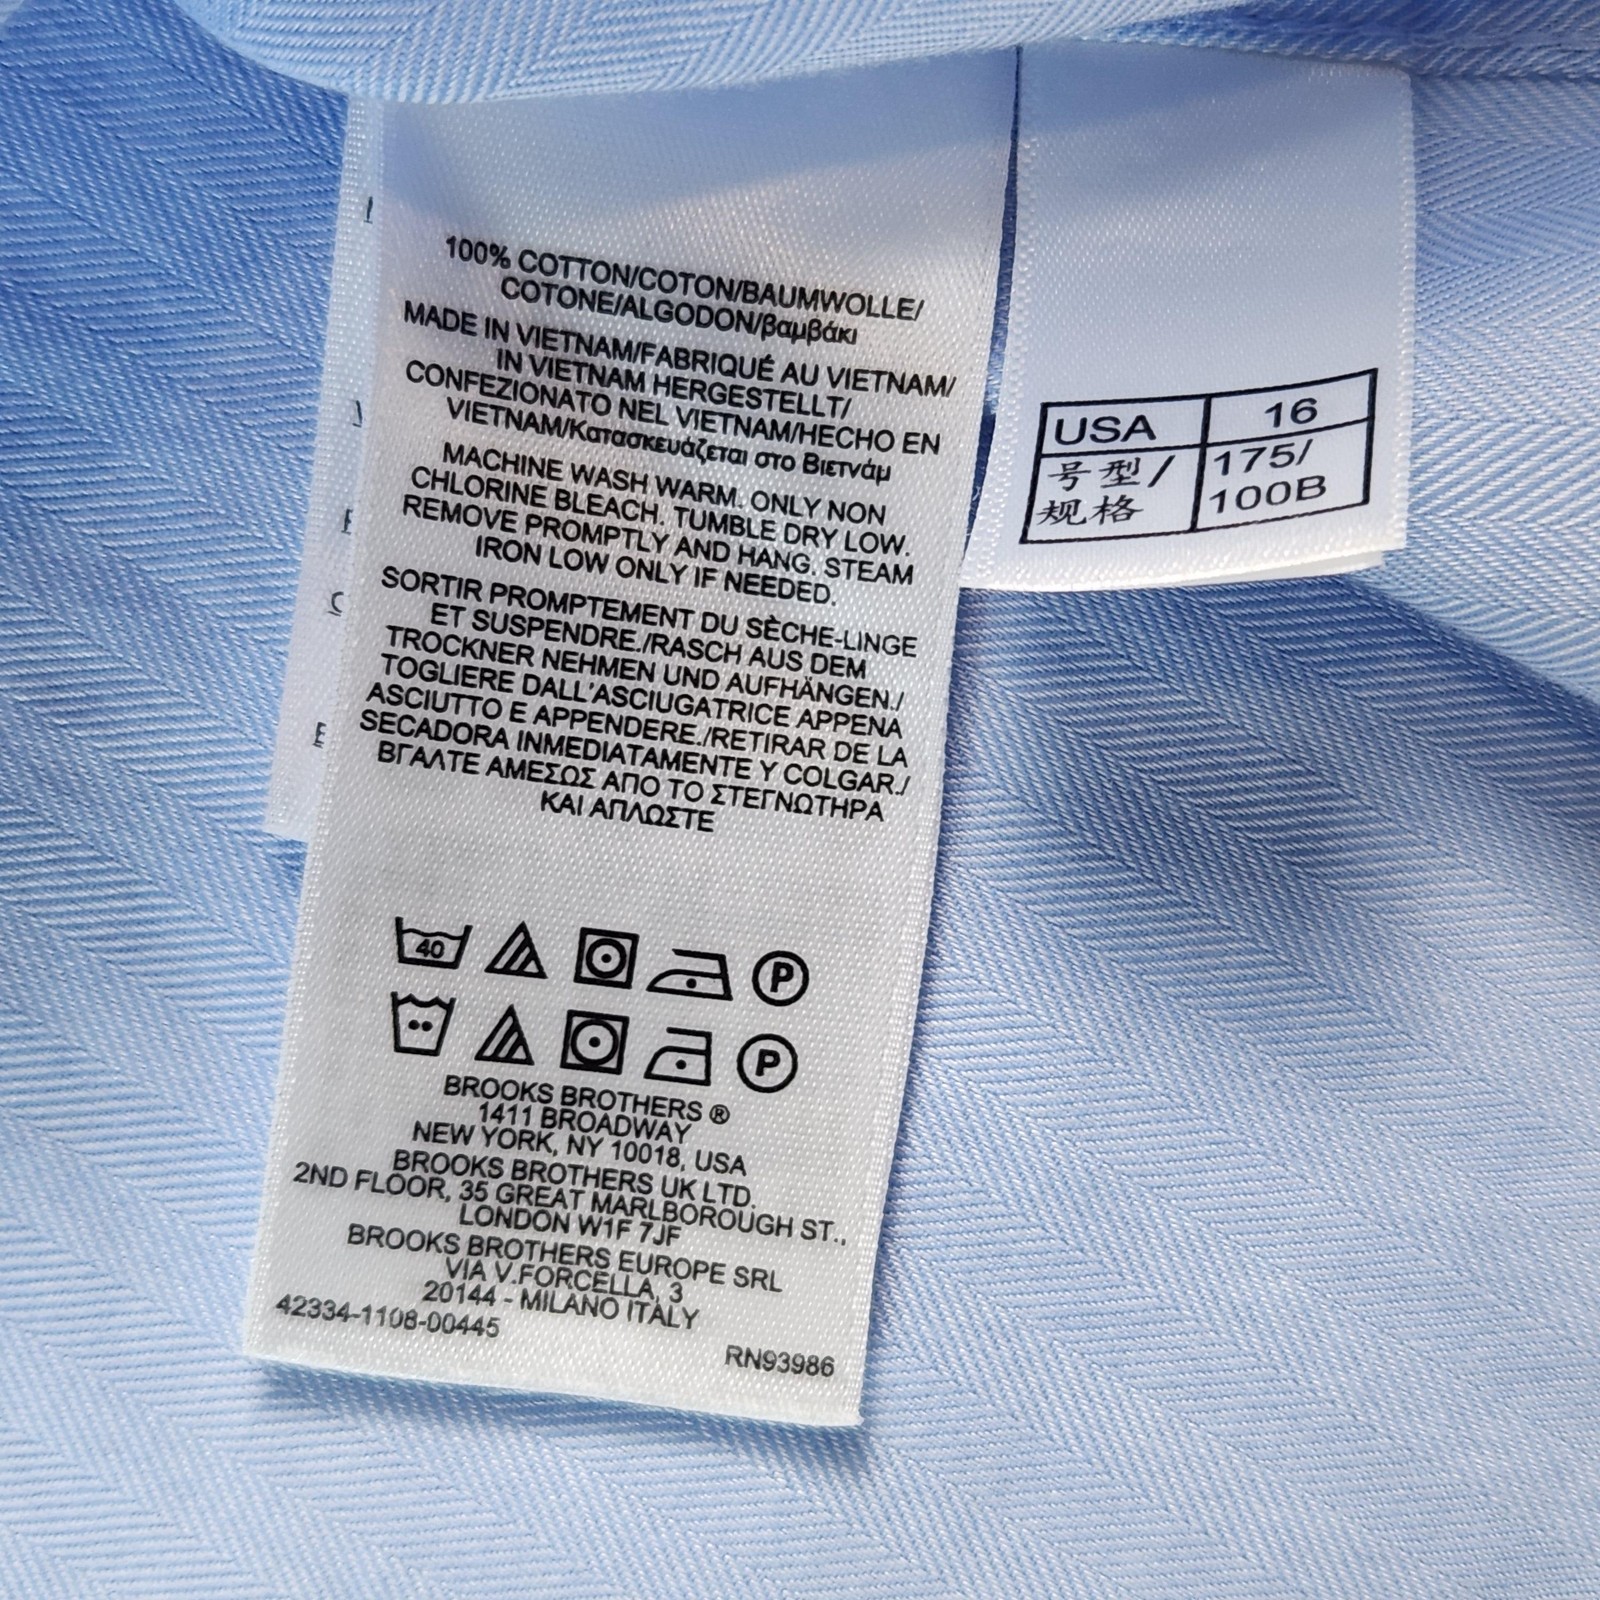 100% COTTON/COTON/BAUMWOLLE/
COTONE/ALGODON/βαμβάκι
MADE IN VIETNAM/FABRIQUÉ AU VIETNAM/
IN VIETNAM HERGESTELLT/
CONFEZIONATO NEL VIETNAM/HECHO EN
VIETNAM/Κατασκευάζεται στο Βιετνάμ
MACHINE WASH WARM. ONLY NON
CHLORINE BLEACH. TUMBLE DRY LOW.
REMOVE PROMPTLY AND HANG. STEAM
IRON LOW ONLY IF NEEDED.
SORTIR PROMPTEMENT DU SÈCHE-LINGE
ET SUSPENDRE./RASCH AUS DEM
TROCKNER NEHMEN UND AUFHÄNGEN./
TOGLIERE DALL'ASCIUGATRICE APPENA
ASCIUTTO E APPENDERE./RETIRAR DE LA
SECADORA INMEDIATAMENTE Y COLGAR./
ΒΓΑΛΤΕ ΑΜΕΣΩΣ ΑΠΟ ΤΟ ΣΤΕΓΝΩΤΗΡΑ
ΚΑΙ ΑΠΛΩΣΤΕ
40
P
P
BROOKS BROTHERS ®
1411 BROADWAY
NEW YORK, NY 10018, USA
BROOKS BROTHERS UK LTD.
2ND FLOOR, 35 GREAT MARLBOROUGH ST.,
LONDON W1F 7JF
BROOKS BROTHERS EUROPE SRL
VIA V.FORCELLA, 3
20144 - MILANO ITALY
42334-1108-00445
RN93986
USA 16
号型/ 175/
规格 100B